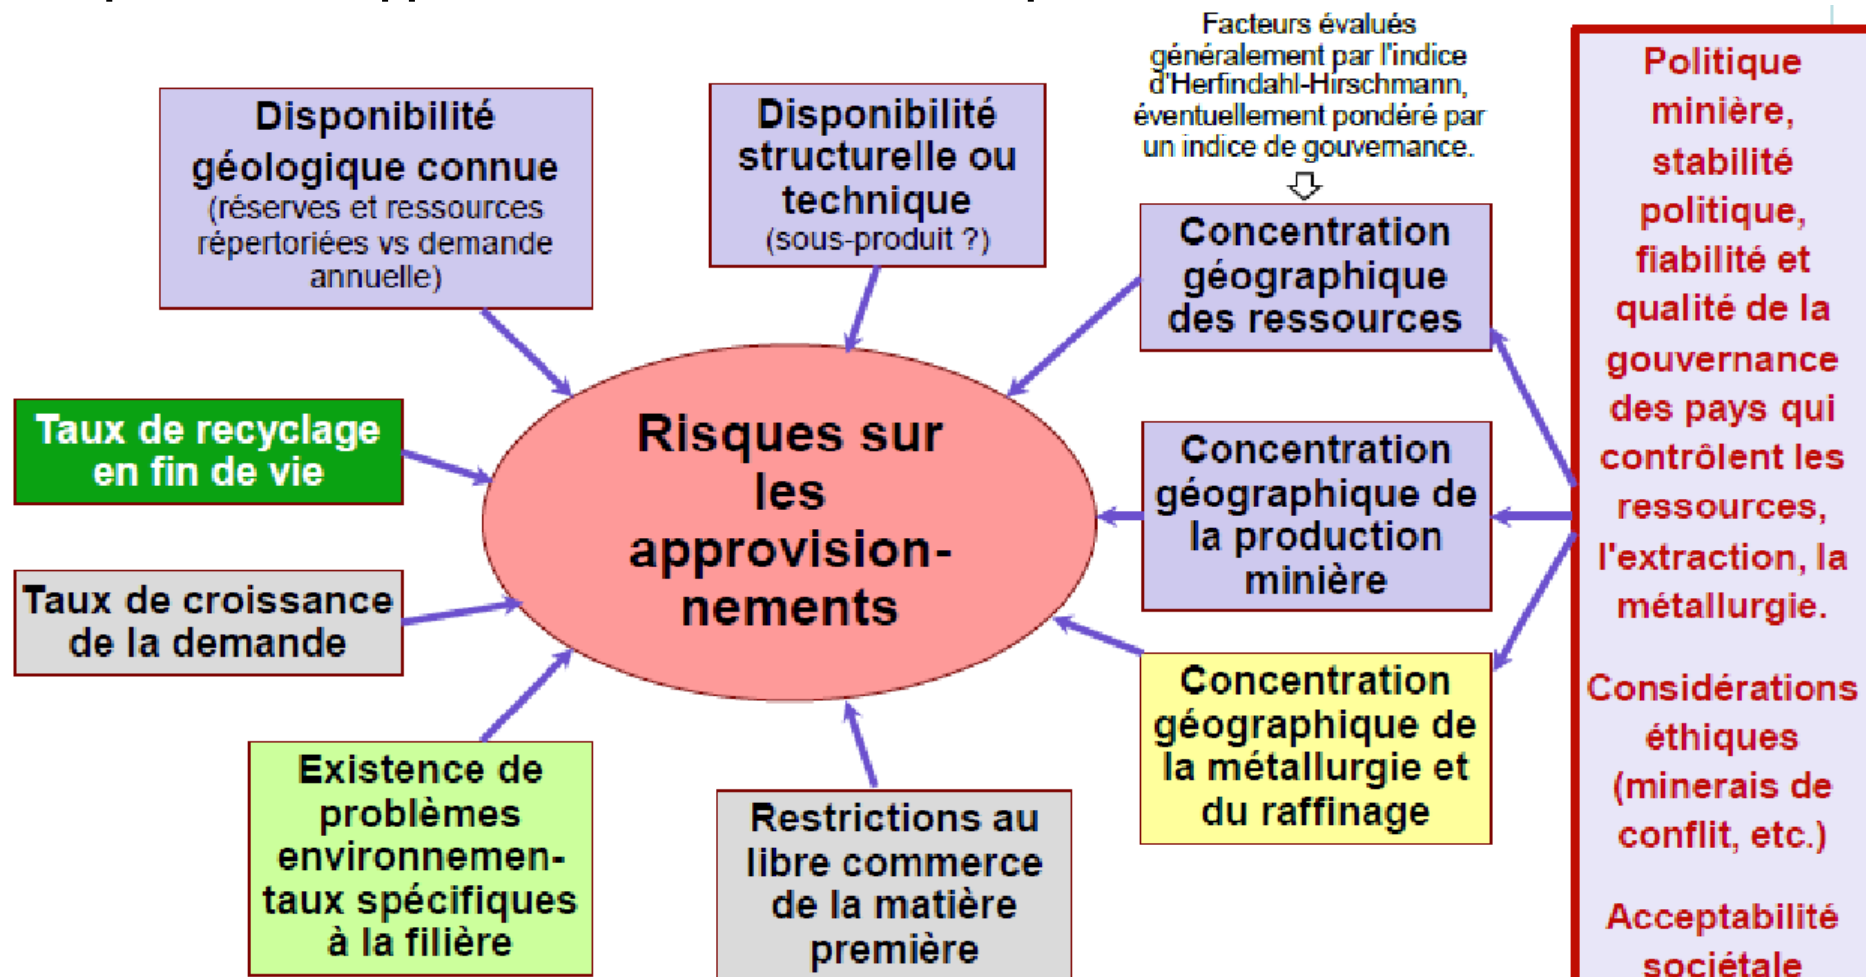 Disponibilité
géologique connue
(réserves et ressources
répertoriées vs demande
annuelle)
Disponibilité
structurelle ou
technique
(sous-produit ?)
Facteurs évalués
généralement par l'indice
d'Herfindahl-Hirschmann,
éventuellement pondéré par
un indice de gouvernance.
Concentration
géographique
des ressources
Politique
minière,
stabilité
politique,
fiabilité et
qualité de la
gouvernance
des pays qui
contrôlent les
ressources,
l'extraction, la
métallurgie.
Considérations
éthiques
(minerais de
conflit, etc.)
Acceptabilité
sociétale
Taux de recyclage
en fin de vie
Risques sur
les
approvision-
nements
Concentration
géographique de
la production
minière
Taux de croissance
de la demande
Concentration
géographique de
la métallurgie et
du raffinage
Existence de
problèmes
environnemen-
taux spécifiques
à la filière
Restrictions au
libre commerce
de la matière
première